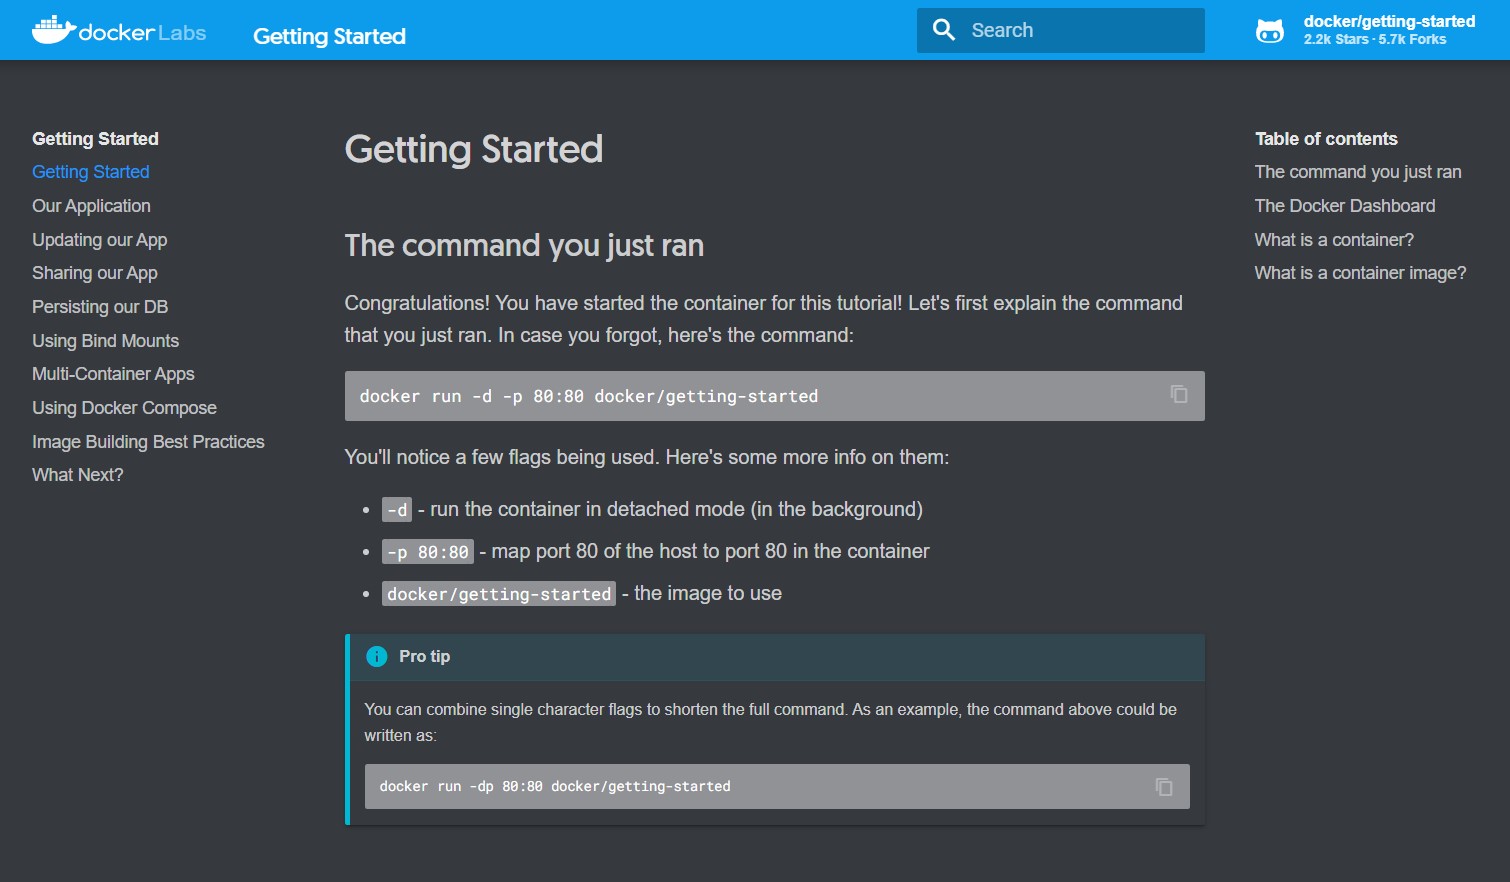 docker Labs
Getting Started
Search
docker/getting-started
2.2k Stars · 5.7k Forks
Getting Started
Getting Started
Our Application
Updating our App
Sharing our App
Persisting our DB
Using Bind Mounts
Multi-Container Apps
Using Docker Compose
Image Building Best Practices
What Next?
Getting Started
The command you just ran
Congratulations! You have started the container for this tutorial! Let's first explain the command
that you just ran. In case you forgot, here's the command:
docker run -d -p 80:80 docker/getting-started
You'll notice a few flags being used. Here's some more info on them:
• -d - run the container in detached mode (in the background)
• -p 80:80 - map port 80 of the host to port 80 in the container
• docker/getting-started - the image to use
Pro tip
You can combine single character flags to shorten the full command. As an example, the command above could be
written as:
docker run -dp 80:80 docker/getting-started
Table of contents
The command you just ran
The Docker Dashboard
What is a container?
What is a container image?